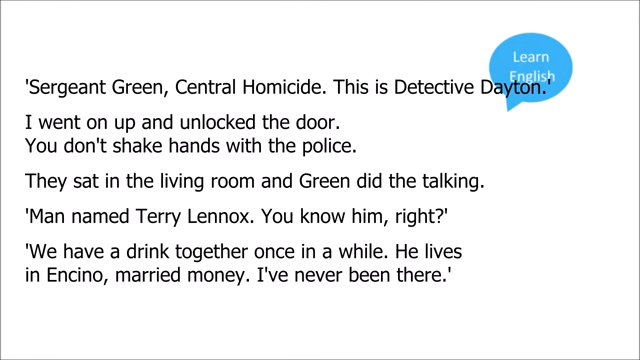 Learn
English
'Sergeant Green, Central Homicide. This is Detective Dayton.'
I went on up and unlocked the door.
You don't shake hands with the police.
They sat in the living room and Green did the talking.
'Man named Terry Lennox. You know him, right?'
'We have a drink together once in a while. He lives
in Encino, married money. I've never been there.'